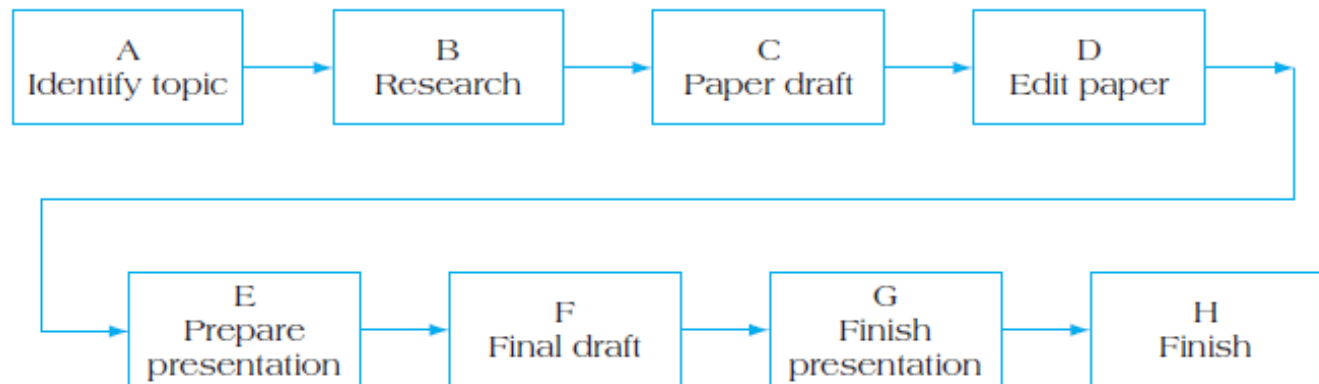 A
Identify topic
B
Research
C
Paper draft
D
Edit paper
E
Prepare
presentation
F
Final draft
G
Finish
presentation
H
Finish